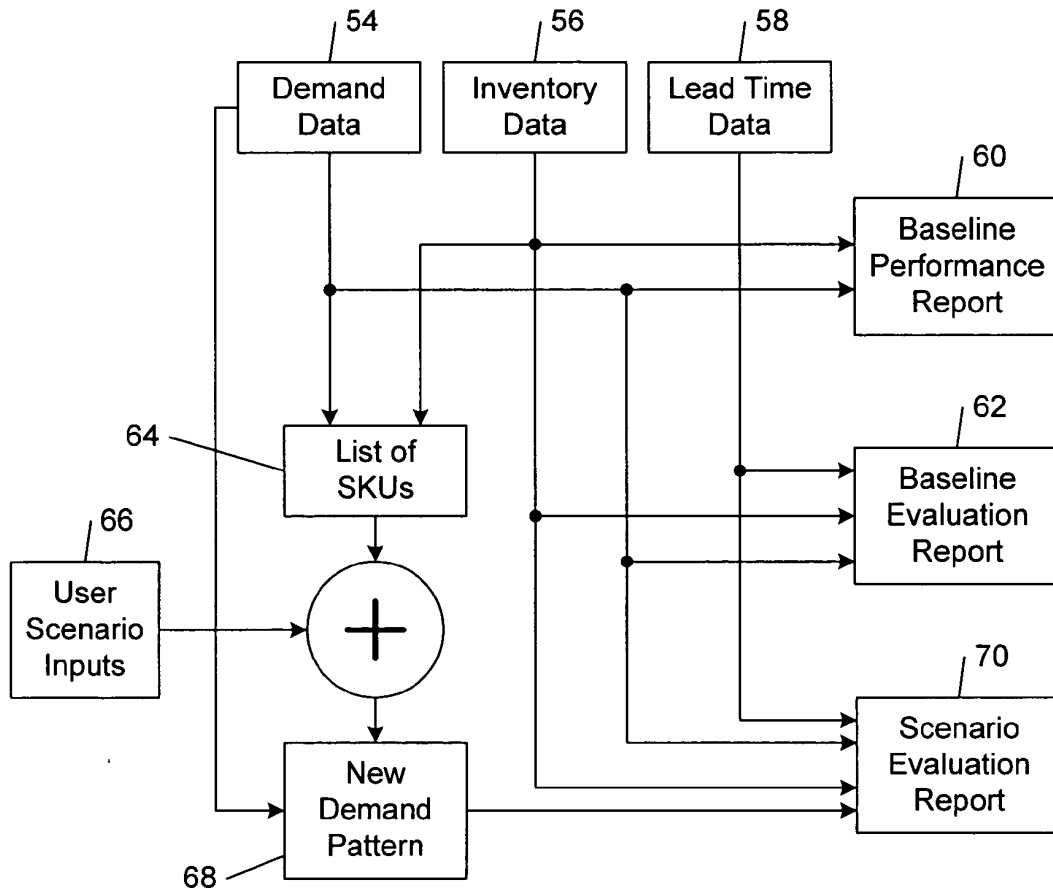 54
56
58
Demand
Data
Inventory
Data
Lead Time
Data
60
Baseline
Performance
Report
64
List of
SKUs
62
Baseline
Evaluation
Report
66
User
Scenario
Inputs
+
70
Scenario
Evaluation
Report
New
Demand
Pattern
68